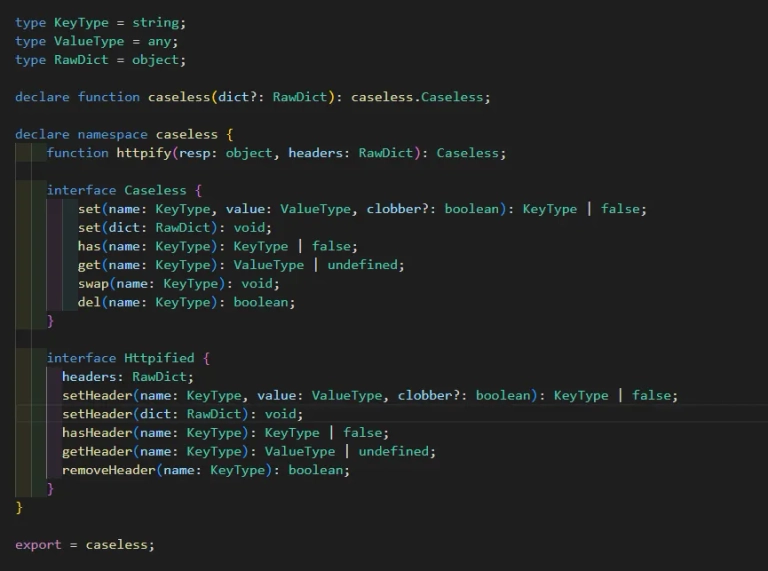 type KeyType = string;
type ValueType = any;
type RawDict = object;
declare function caseless(dict?: RawDict): caseless.Caseless;
declare namespace caseless {
function httpify(resp: object, headers: RawDict): Caseless;
interface Caseless {
set(name: KeyType, value: ValueType, clobber?: boolean): KeyType | false;
set(dict: RawDict): void;
has(name: KeyType): KeyType | false;
get(name: KeyType): ValueType | undefined;
swap(name: KeyType): void;
del(name: KeyType): boolean;
}
interface Httpified {
headers: RawDict;
setHeader(name: KeyType, value: ValueType, clobber?: boolean): KeyType | false;
setHeader(dict: RawDict): void;
hasHeader(name: KeyType): KeyType | false;
getHeader(name: KeyType): ValueType | undefined;
removeHeader(name: KeyType): boolean;
}
}
export = caseless;